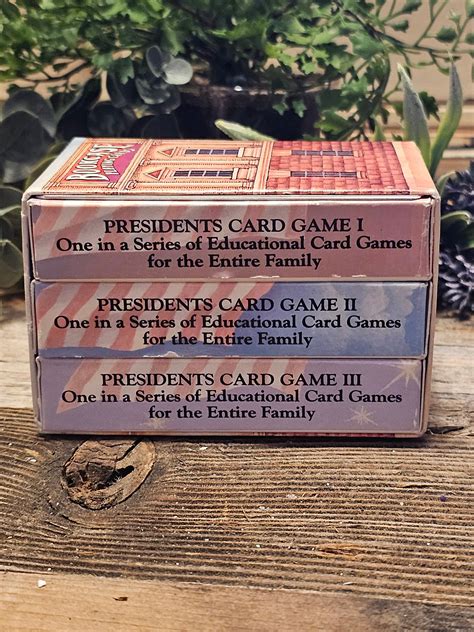 PRESIDENTS CARD GAME I
One in a Series of Educational Card Games
for the Entire Family
PRESIDENTS CARD GAME II
One in a Series of Educational Card Games
for the Entire Family
PRESIDENTS CARD GAME III
One in a Series of Educational Card Games
for the Entire Family